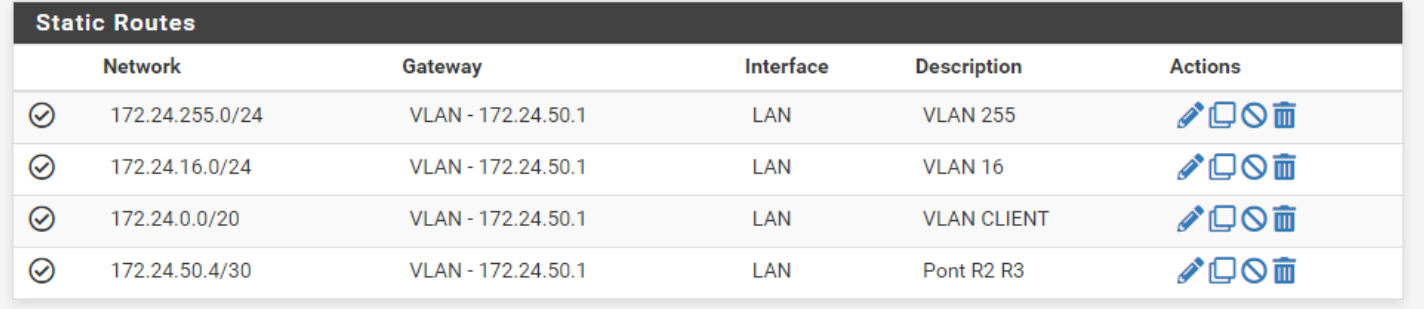 Static Routes
Network Gateway Interface Description Actions
172.24.255.0/24 VLAN - 172.24.50.1 LAN VLAN 255
172.24.16.0/24 VLAN - 172.24.50.1 LAN VLAN 16
172.24.0.0/20 VLAN - 172.24.50.1 LAN VLAN CLIENT
172.24.50.4/30 VLAN - 172.24.50.1 LAN Pont R2 R3